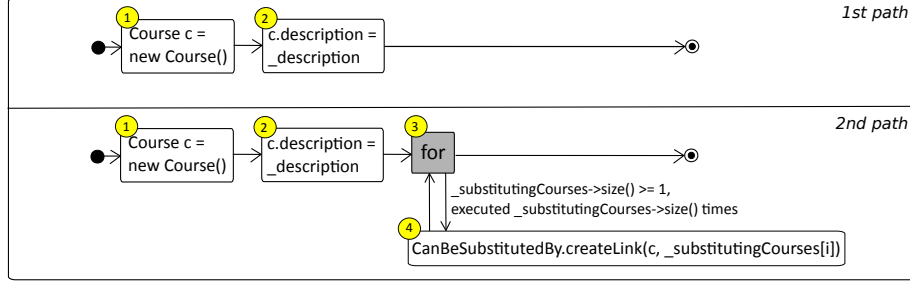 1st path
1
2
Course c =
new Course()
c.description =
_description
2nd path
1
2
3
Course c =
new Course()
c.description =
_description
for
_substitutingCourses->size() >= 1,
executed _substitutingCourses->size() times
4
CanBeSubstitutedBy.createLink(c, _substitutingCourses[i])